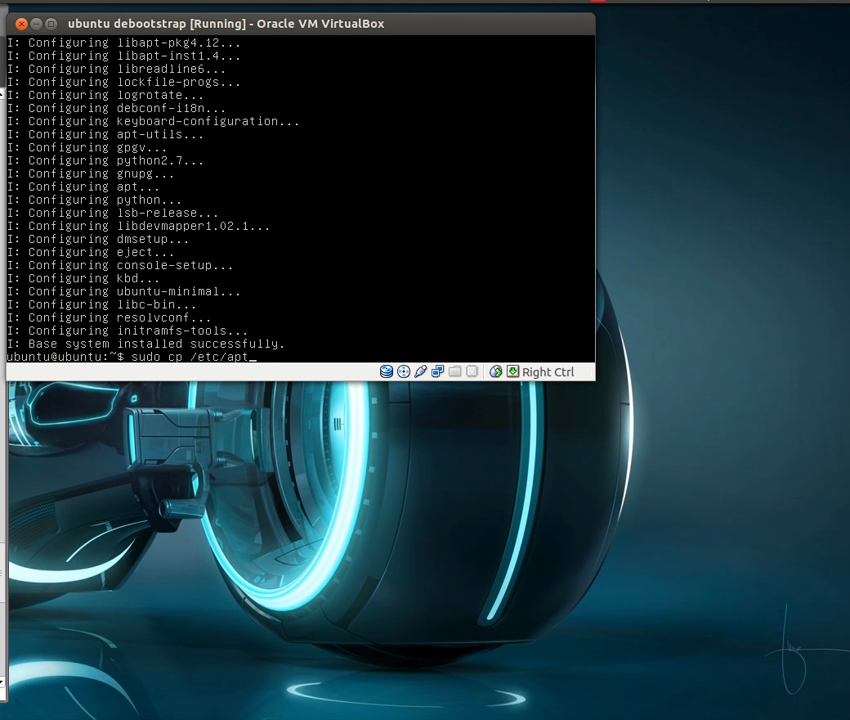 ubuntu debootstrap [Running] - Oracle VM VirtualBox
I: Configuring libapt-pkg4.12...
I: Configuring libapt-inst1.4...
I: Configuring libreadline6...
I: Configuring lockfile-progs...
I: Configuring logrotate...
I: Configuring debconf-i18n...
I: Configuring keyboard-configuration...
I: Configuring apt-utils...
I: Configuring gpgv...
I: Configuring python2.7...
I: Configuring gnupg...
I: Configuring apt...
I: Configuring python...
I: Configuring lsb-release...
I: Configuring libdevmapper1.02.1...
I: Configuring dmsetup...
I: Configuring eject...
I: Configuring console-setup...
I: Configuring kbd...
I: Configuring ubuntu-minimal...
I: Configuring libc-bin...
I: Configuring resolvconf...
I: Configuring initramfs-tools...
I: Base system installed successfully.
ubuntu@ubuntu:~$ sudo cp /etc/apt_
Right Ctrl